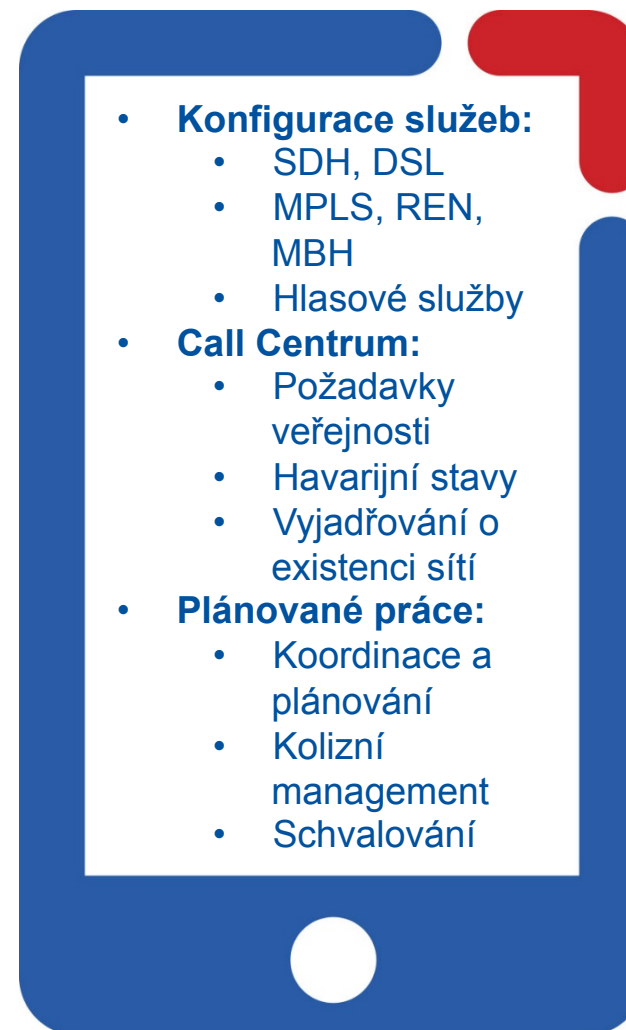 • Konfigurace služeb:
• SDH, DSL
• MPLS, REN,
MBH
• Hlasové služby
• Call Centrum:
• Požadavky
veřejnosti
• Havarijní stavy
• Vyjadřování o
existenci sítí
• Plánované práce:
• Koordinace a
plánování
• Kolizní
management
• Schvalování